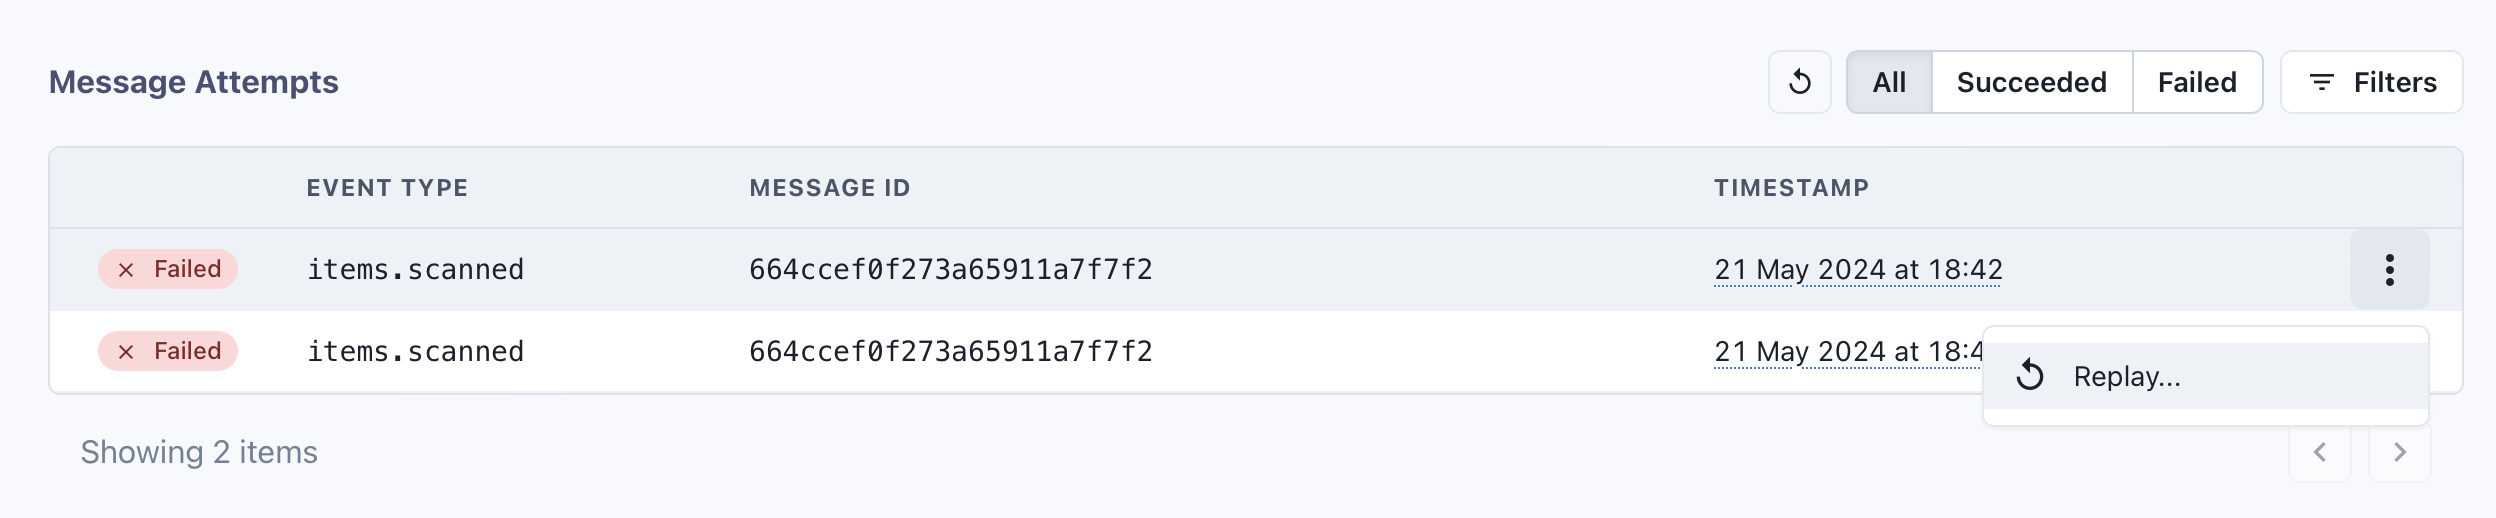 Message Attempts
All Succeeded Failed Filters
EVENT TYPE MESSAGE ID TIMESTAMP
Failed items.scanned 664ccef0f273a65911a7f7f2 21 May 2024 at 18:42
Failed items.scanned 664ccef0f273a65911a7f7f2 21 May 2024 at 18:4
Replay...
Showing 2 items